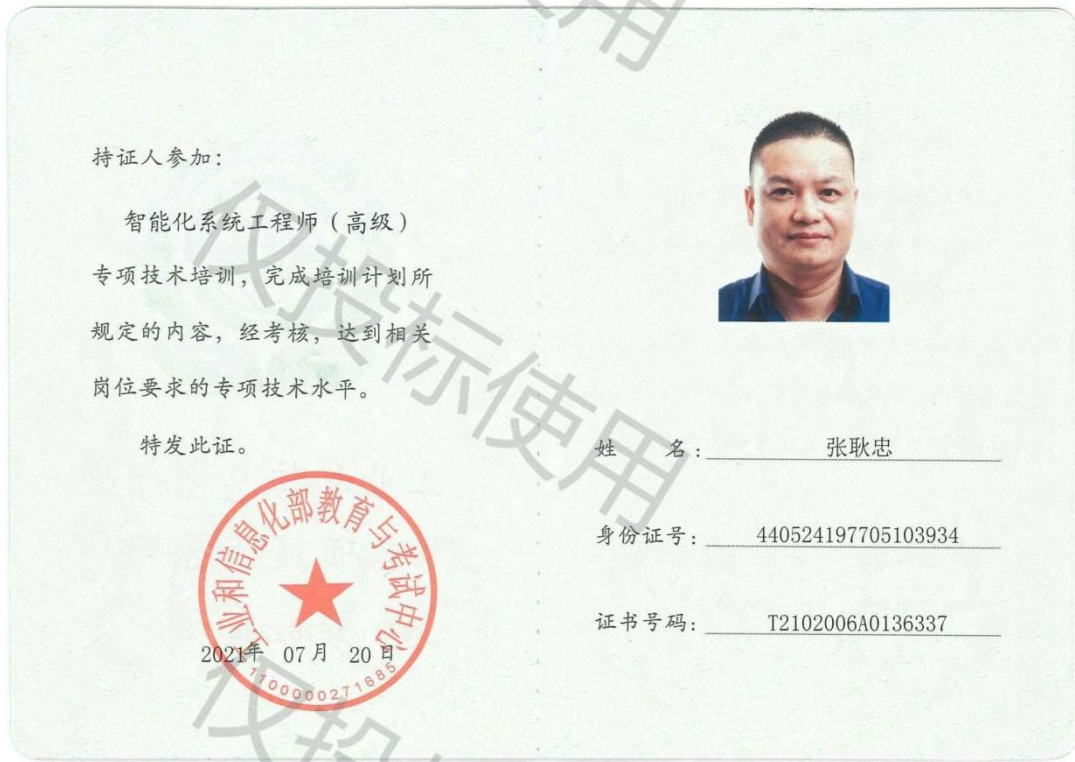 持证人参加:
智能化系统工程师(高级)
专项技术培训,完成培训计划所
规定的内容,经考核,达到相关
岗位要求的专项技术水平。
特发此证。
工业和信息化部教育与考试中心
2021年 07月 20日
1100000271685
姓 名: 张耿忠
身份证号: 440524197705103934
证书号码: T2102006A0136337
仅投标使用